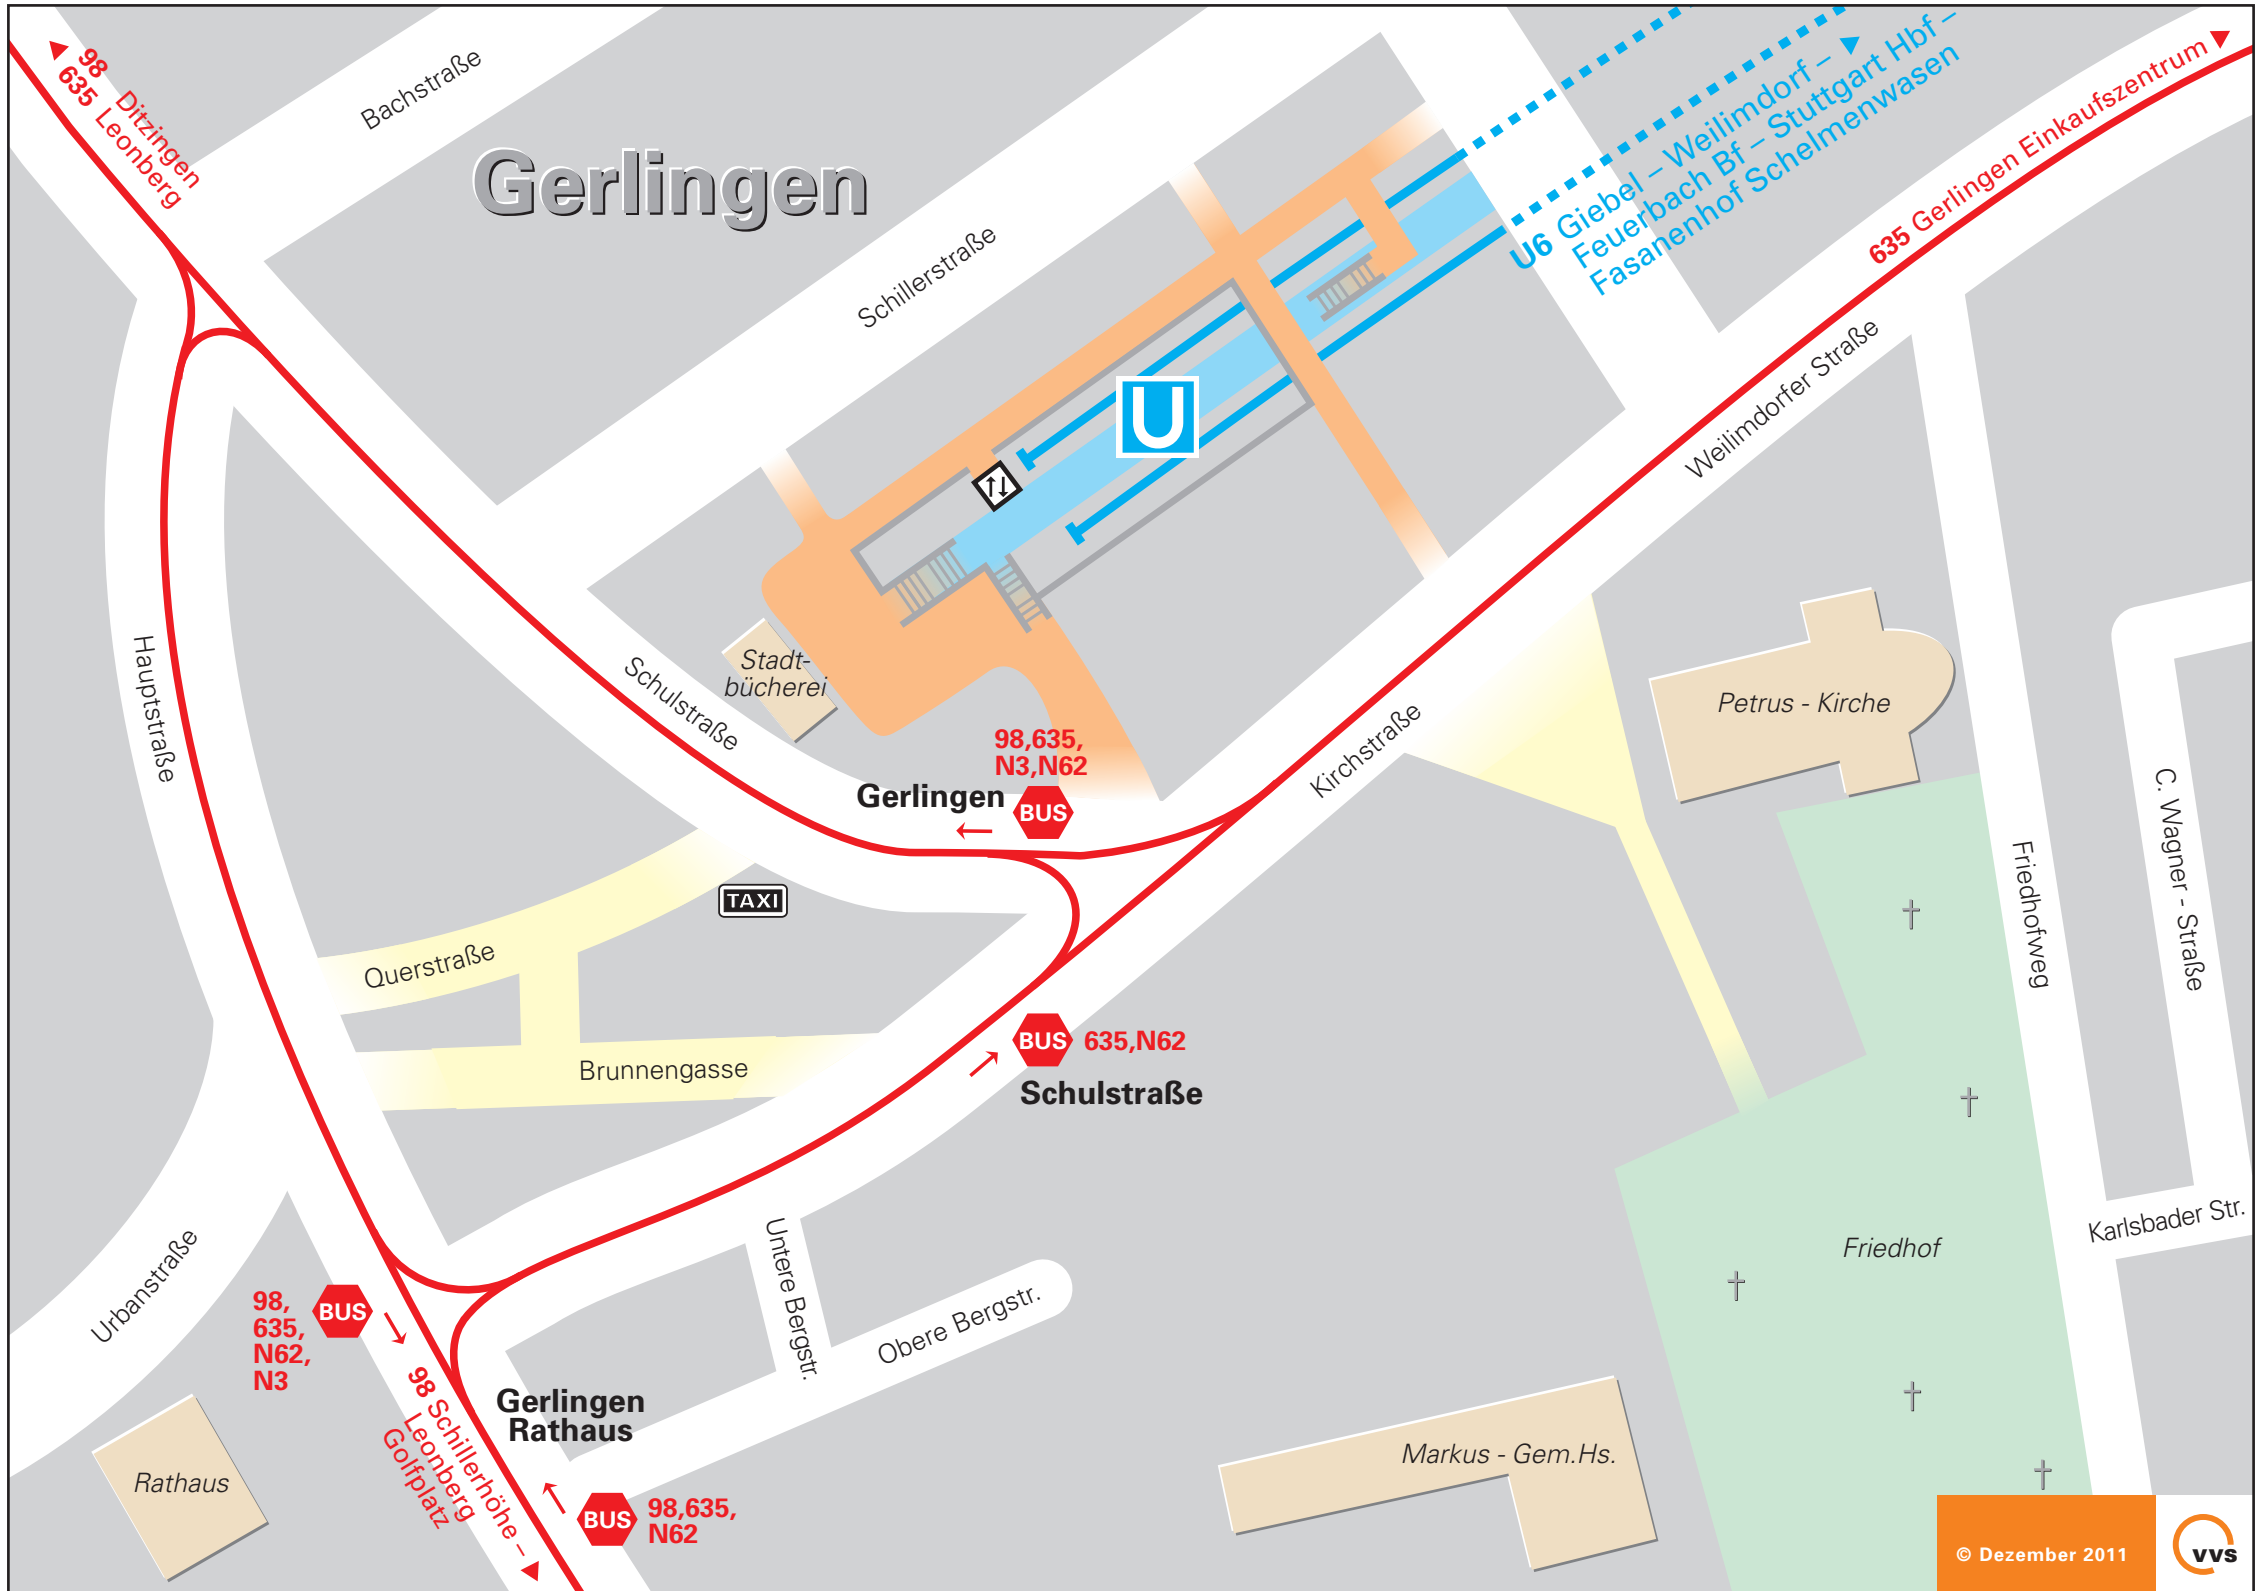 98 Ditzingen
635 Leonberg
Bachstraße
Gerlingen
Schillerstraße
U6 Giebel – Weilimdorf –
Feuerbach Bf – Stuttgart Hbf –
Fasanenhof Schelmenwasen
635 Gerlingen Einkaufszentrum
Weilimdorfer Straße
U
Hauptstraße
Schulstraße
Stadt-
bücherei
Petrus - Kirche
Kirchstraße
98,635,
N3,N62
Gerlingen
BUS
C. Wagner - Straße
Friedhofweg
TAXI
Querstraße
Brunnengasse
BUS
635,N62
Schulstraße
Urbanstraße
Untere Bergstr.
Obere Bergstr.
Karlsbader Str.
Friedhof
98,
635,
N62,
N3
BUS
98 Schillerhöhe –
Leonberg
Golfplatz
Gerlingen
Rathaus
Rathaus
BUS
98,635,
N62
Markus - Gem.Hs.
© Dezember 2011
vvs